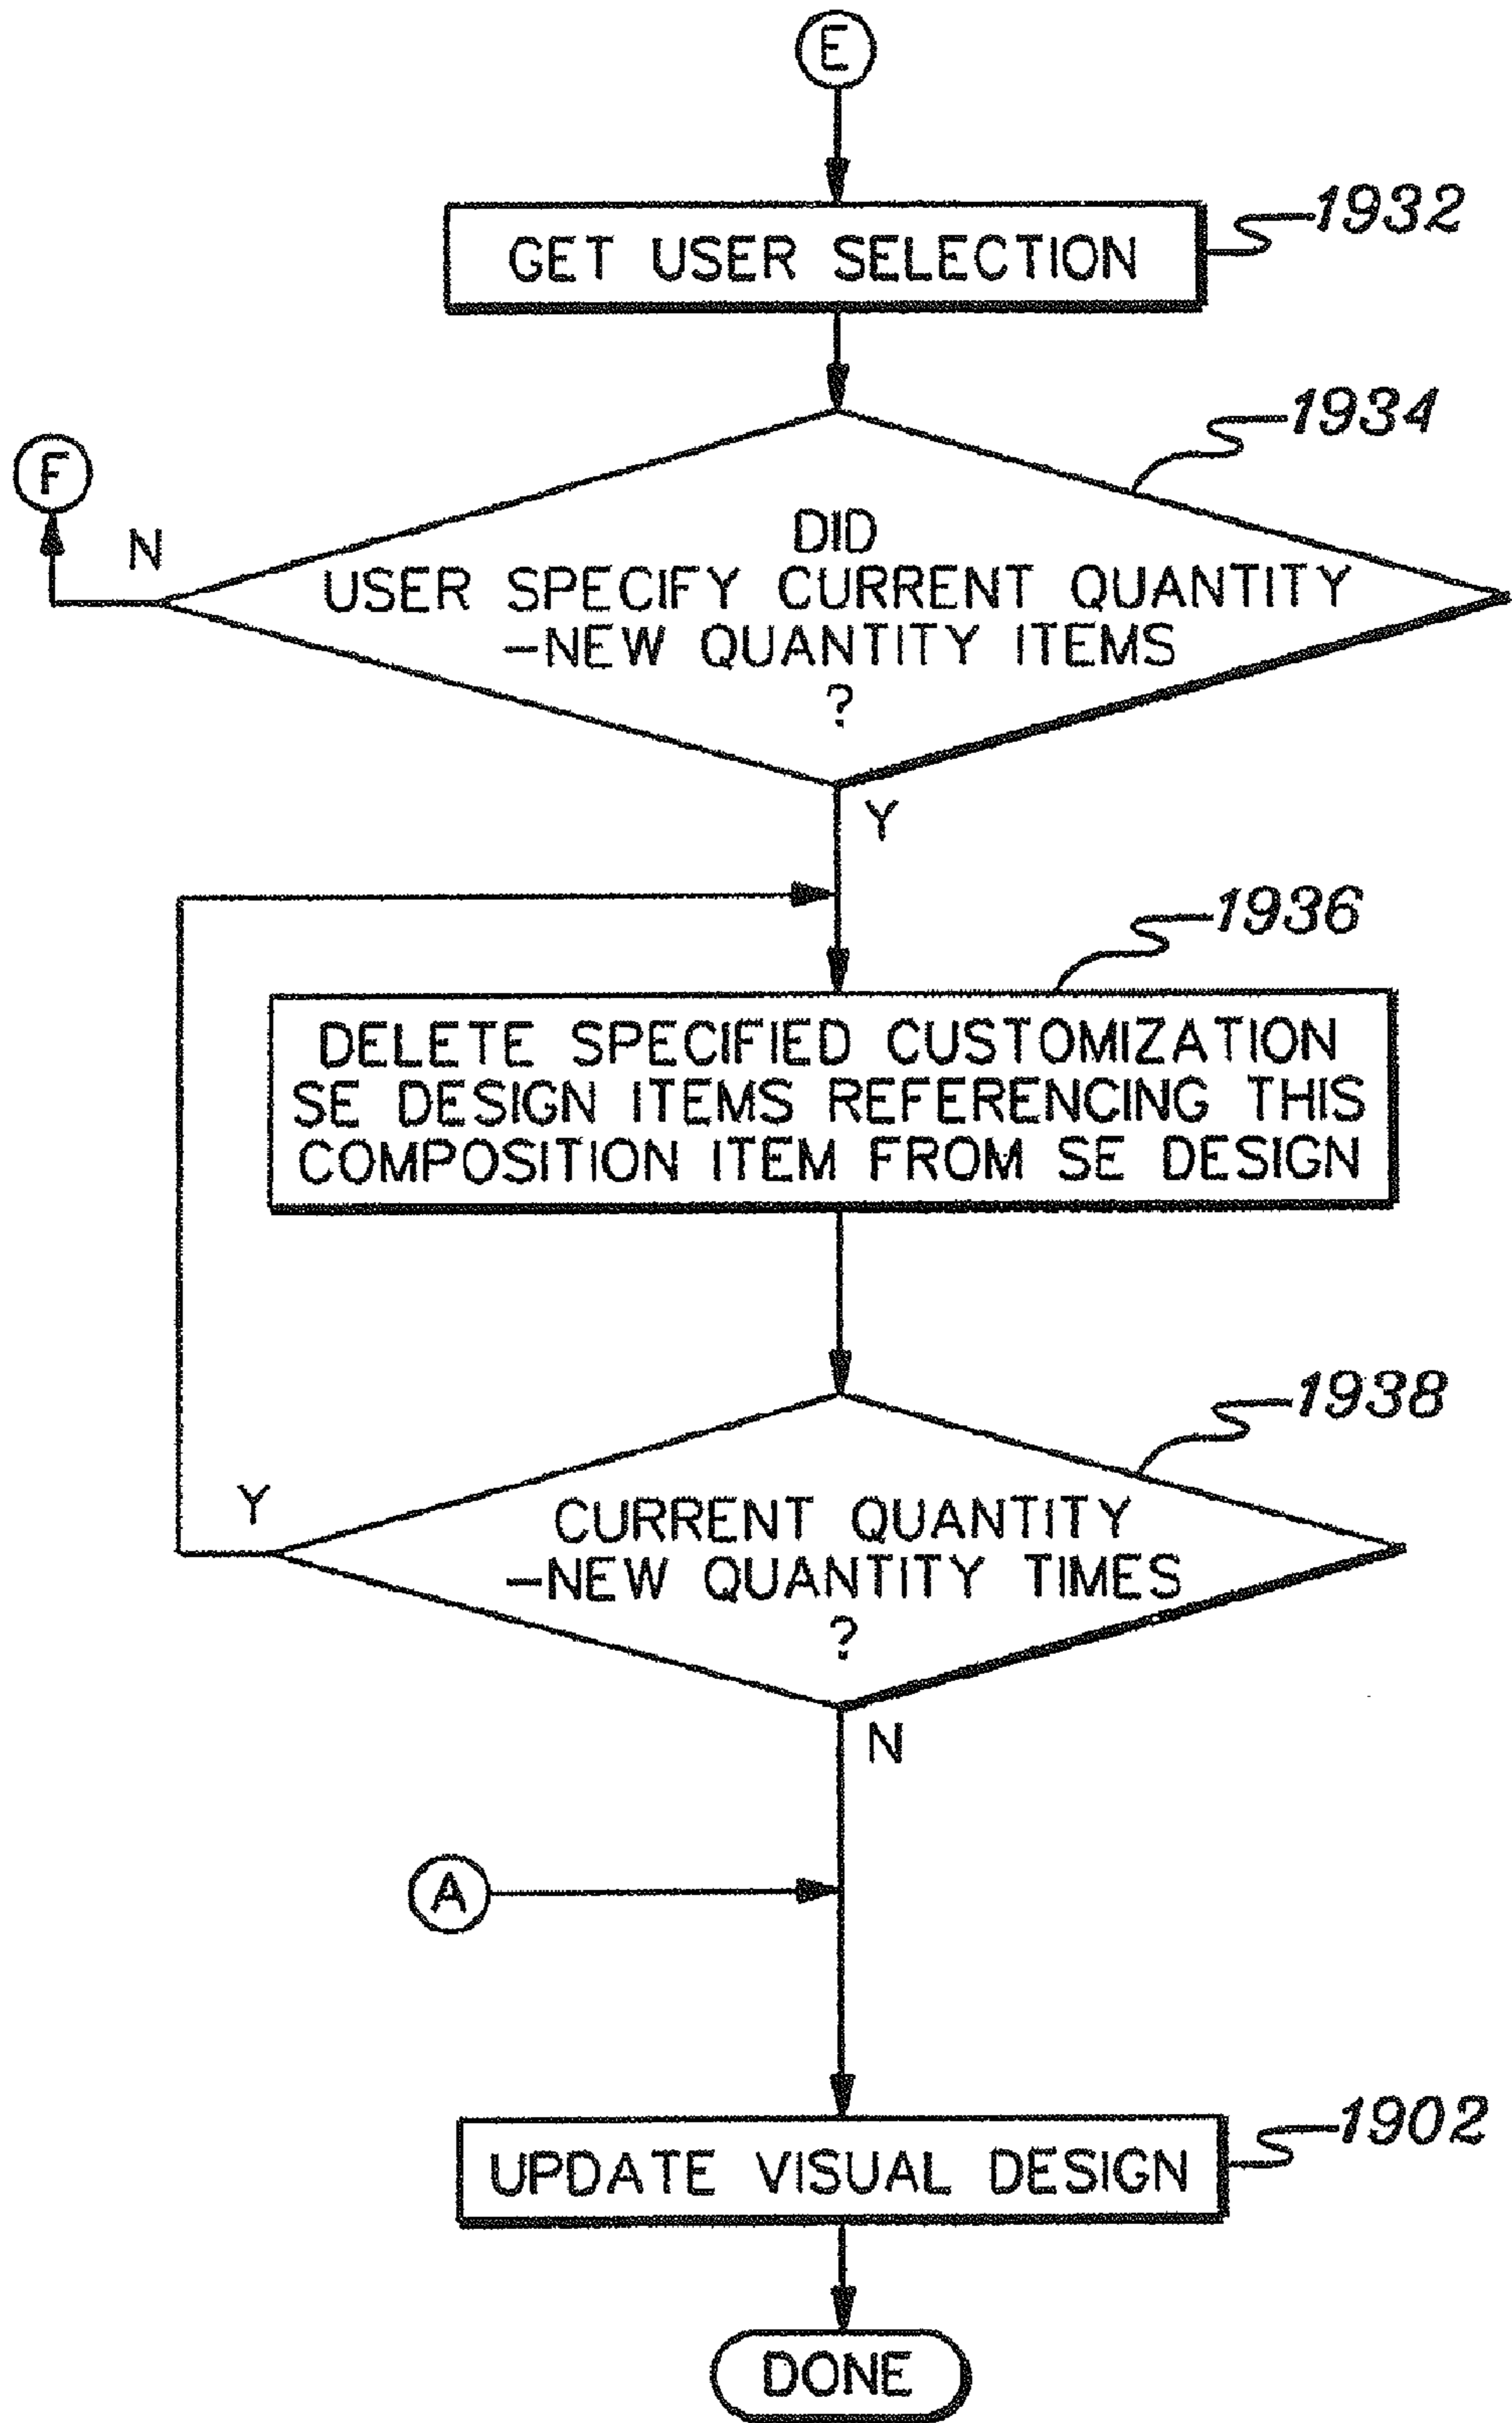 E
GET USER SELECTION
1932
1934
F
N
DID
USER SPECIFY CURRENT QUANTITY
-NEW QUANTITY ITEMS
?
Y
1936
DELETE SPECIFIED CUSTOMIZATION
SE DESIGN ITEMS REFERENCING THIS
COMPOSITION ITEM FROM SE DESIGN
1938
Y
CURRENT QUANTITY
-NEW QUANTITY TIMES
?
N
A
1902
UPDATE VISUAL DESIGN
DONE